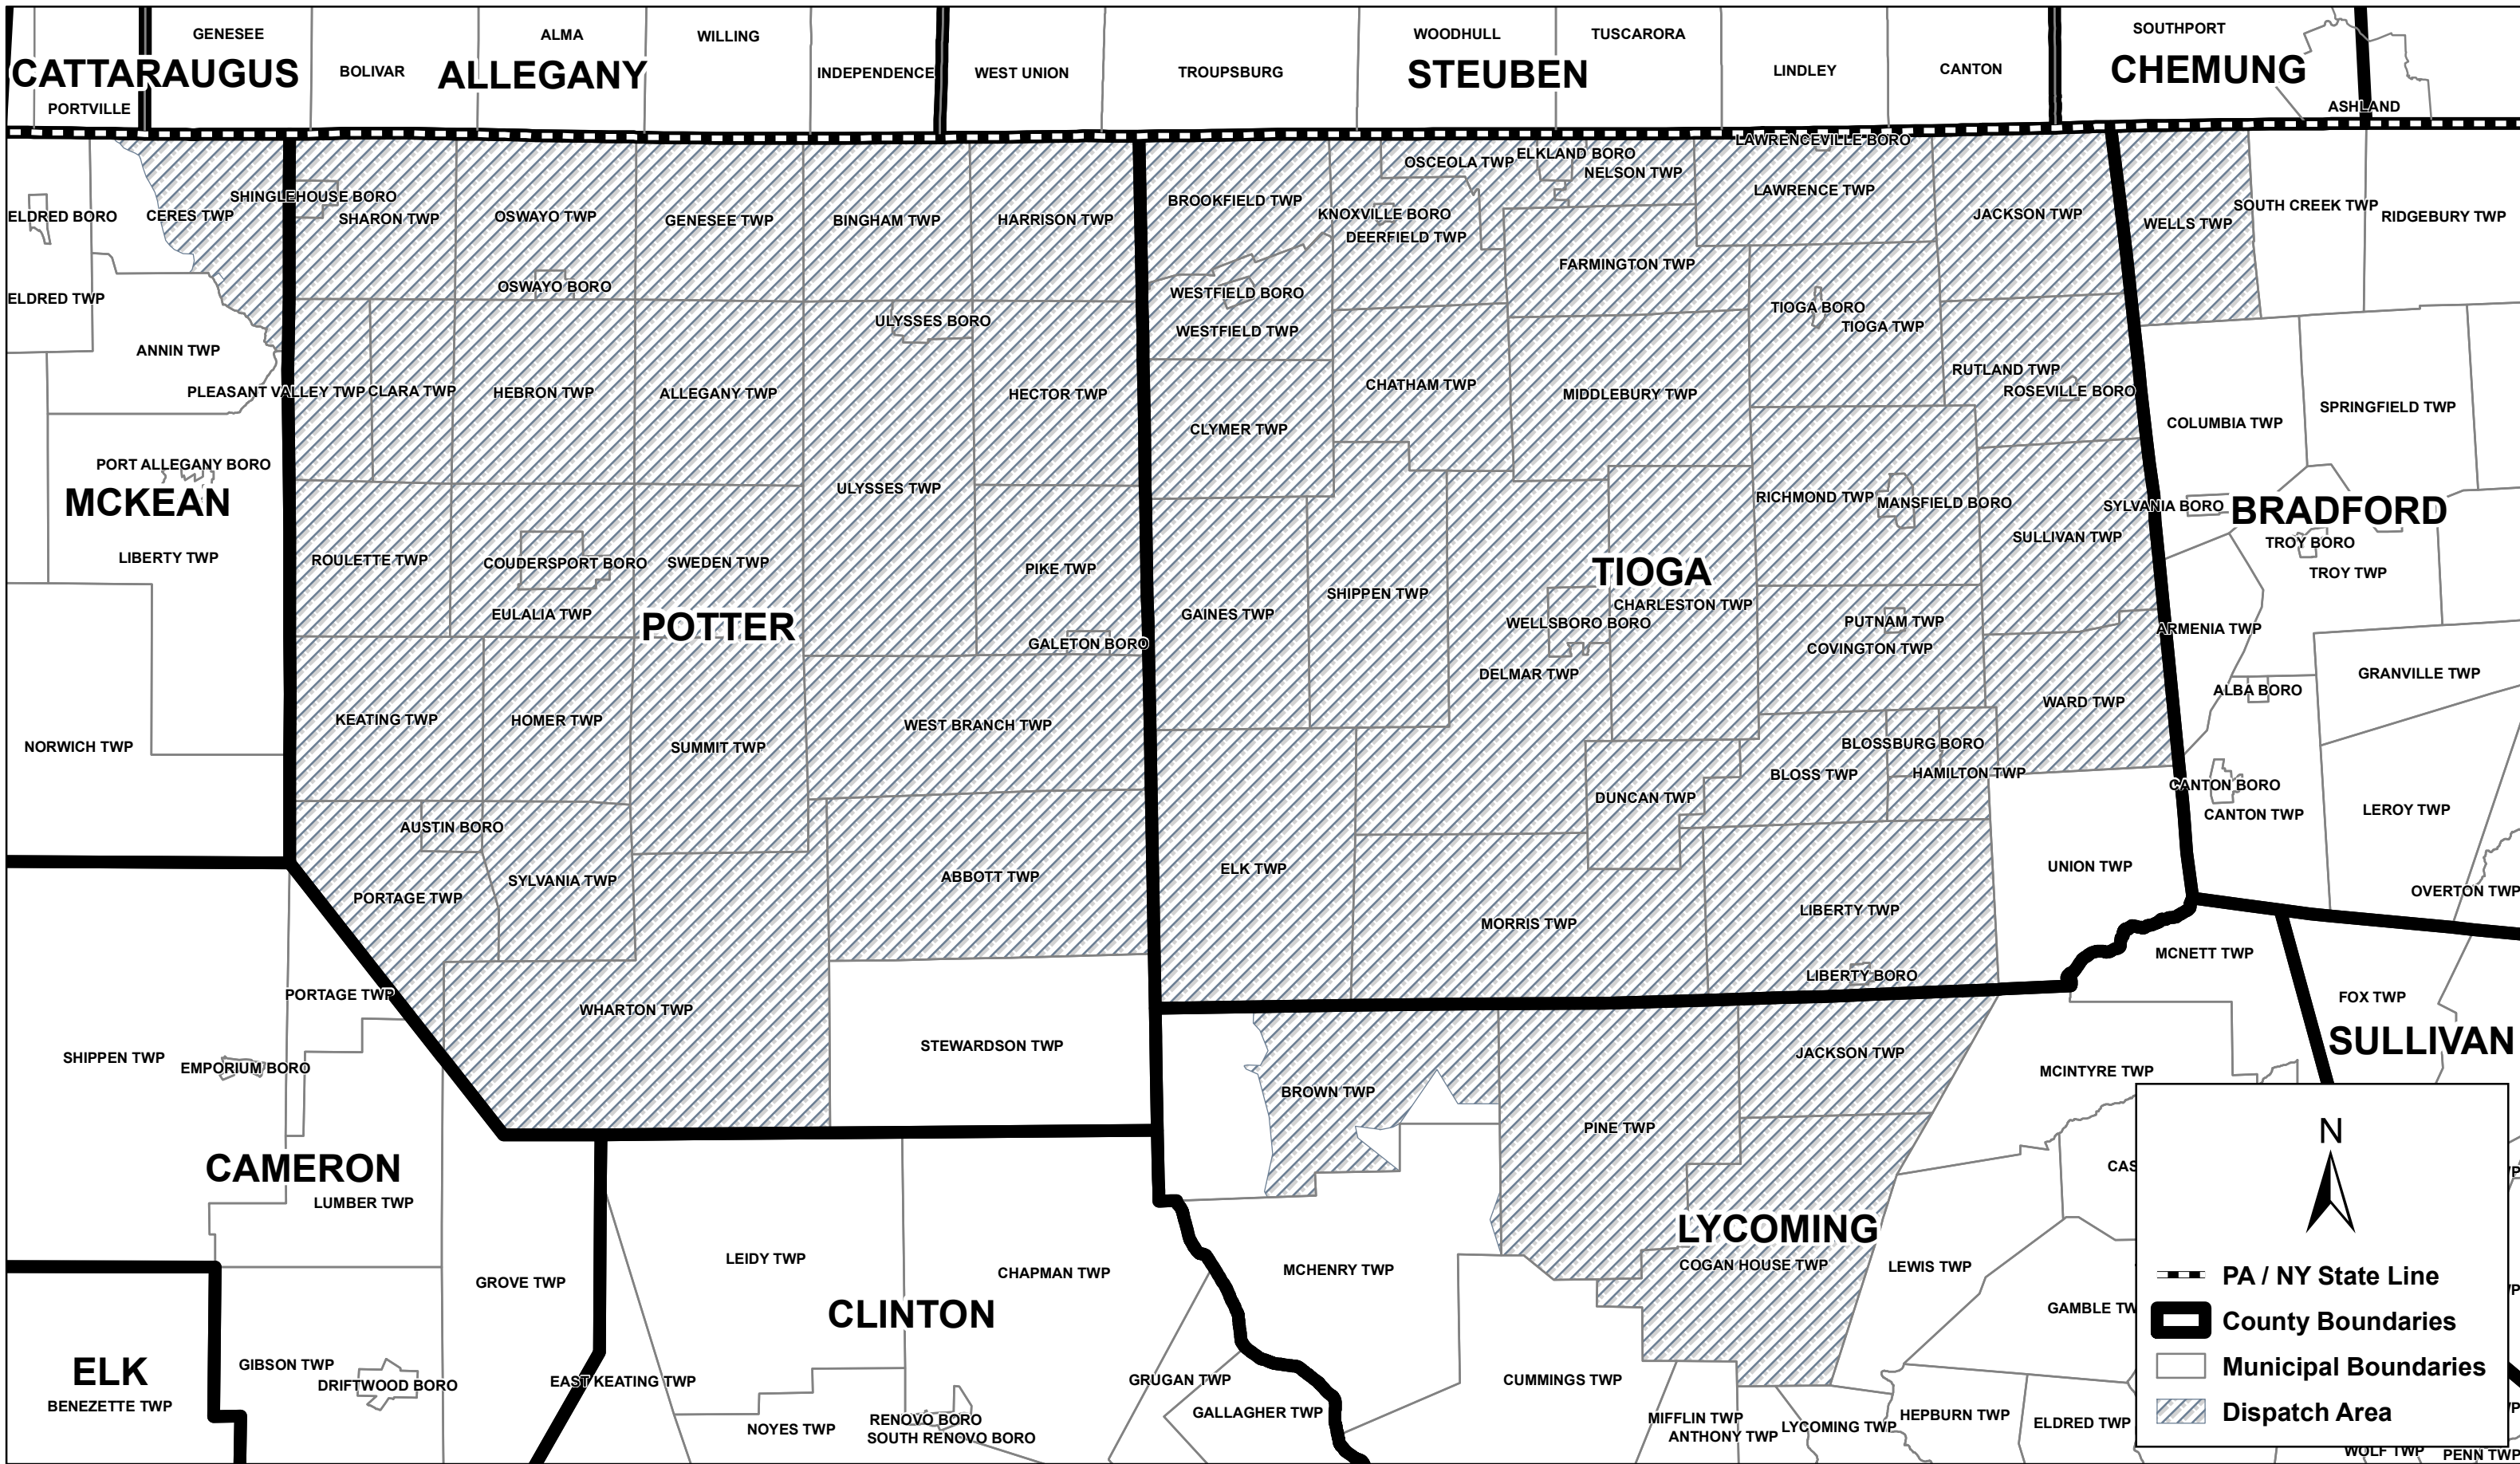 GENESEE
ALMA
WILLING
WOODHULL
TUSCARORA
SOUTHPORT
CATTARAUGUS
BOLIVAR
ALLEGANY
INDEPENDENCE
WEST UNION
TROUPSBURG
STEUBEN
LINDLEY
CANTON
CHEMUNG
PORTVILLE
ASHLAND
LAWRENCEVILLE BORO
OSCEOLA TWP
ELKLAND BORO
NELSON TWP
LAWRENCE TWP
SHINGLEHOUSE BORO
BROOKFIELD TWP
ELDRED BORO
CERES TWP
SHARON TWP
OSWAYO TWP
GENESEE TWP
BINGHAM TWP
HARRISON TWP
KNOXVILLE BORO
DEERFIELD TWP
JACKSON TWP
WELLS TWP
SOUTH CREEK TWP
RIDGEBURY TWP
FARMINGTON TWP
OSWAYO BORO
WESTFIELD BORO
ELDRED TWP
ULYSSES BORO
WESTFIELD TWP
TIOGA BORO
TIOGA TWP
ANNIN TWP
RUTLAND TWP
PLEASANT VALLEY TWP
CLARA TWP
HEBRON TWP
ALLEGANY TWP
HECTOR TWP
CHATHAM TWP
MIDDLEBURY TWP
ROSEVILLE BORO
SPRINGFIELD TWP
CLYMER TWP
COLUMBIA TWP
PORT ALLEGANY BORO
MCKEAN
ULYSSES TWP
RICHMOND TWP
MANSFIELD BORO
SYLVANIA BORO
BRADFORD
SULLIVAN TWP
TROY BORO
LIBERTY TWP
ROULETTE TWP
COUDERSPORT BORO
SWEDEN TWP
PIKE TWP
TIOGA
TROY TWP
SHIPPEN TWP
CHARLESTON TWP
EULALIA TWP
POTTER
GAINES TWP
WELLSBORO BORO
PUTNAM TWP
ARMENIA TWP
GALETON BORO
COVINGTON TWP
DELMAR TWP
GRANVILLE TWP
ALBA BORO
WARD TWP
KEATING TWP
HOMER TWP
WEST BRANCH TWP
NORWICH TWP
SUMMIT TWP
BLOSSBURG BORO
BLOSS TWP
HAMILTON TWP
CANTON BORO
DUNCAN TWP
CANTON TWP
LEROY TWP
AUSTIN BORO
ELK TWP
UNION TWP
SYLVANIA TWP
ABBOTT TWP
PORTAGE TWP
OVERTON TWP
MORRIS TWP
LIBERTY TWP
MCNETT TWP
LIBERTY BORO
PORTAGE TWP
WHARTON TWP
FOX TWP
SHIPPEN TWP
EMPORIUM BORO
STEWARDSON TWP
JACKSON TWP
SULLIVAN
MCINTYRE TWP
BROWN TWP
PINE TWP
CAMERON
LUMBER TWP
CAS
LYCOMING
LEIDY TWP
CHAPMAN TWP
MCHENRY TWP
COGAN HOUSE TWP
LEWIS TWP
GROVE TWP
CLINTON
GAMBLE TW
ELK
GIBSON TWP
DRIFTWOOD BORO
EAST KEATING TWP
GRUGAN TWP
CUMMINGS TWP
BENEZETTE TWP
NOYES TWP
RENOVO BORO
SOUTH RENOVO BORO
GALLAGHER TWP
MIFFLIN TWP
ANTHONY TWP
LYCOMING TWP
HEPBURN TWP
ELDRED TWP
WOLF TWP
PENN TWP
N
PA / NY State Line
County Boundaries
Municipal Boundaries
Dispatch Area